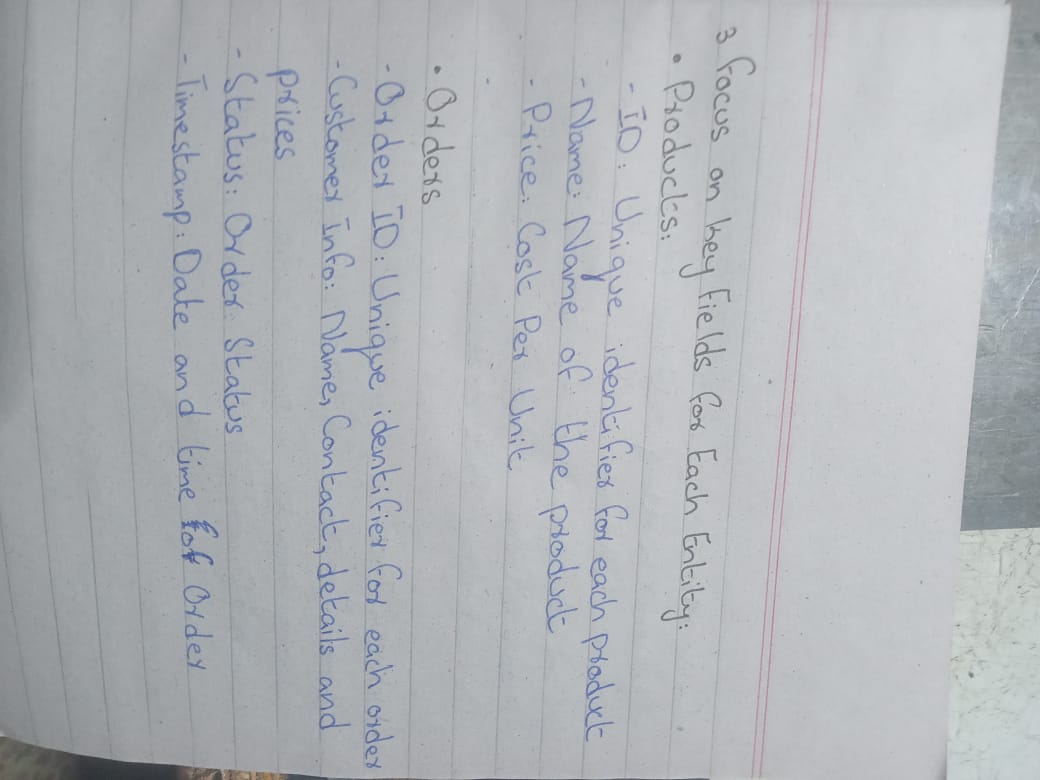 3 Focus on key Fields for Each Entity:
• Products:
- ID: Unique identifier for each product
- Name: Name of the product
- Price: Cost Per Unit
• Orders
- Order ID: Unique identifier for each order
- Customer Info: Name, Contact, details and
prices
- Status: Order Status
- Timestamp: Date and time of Order